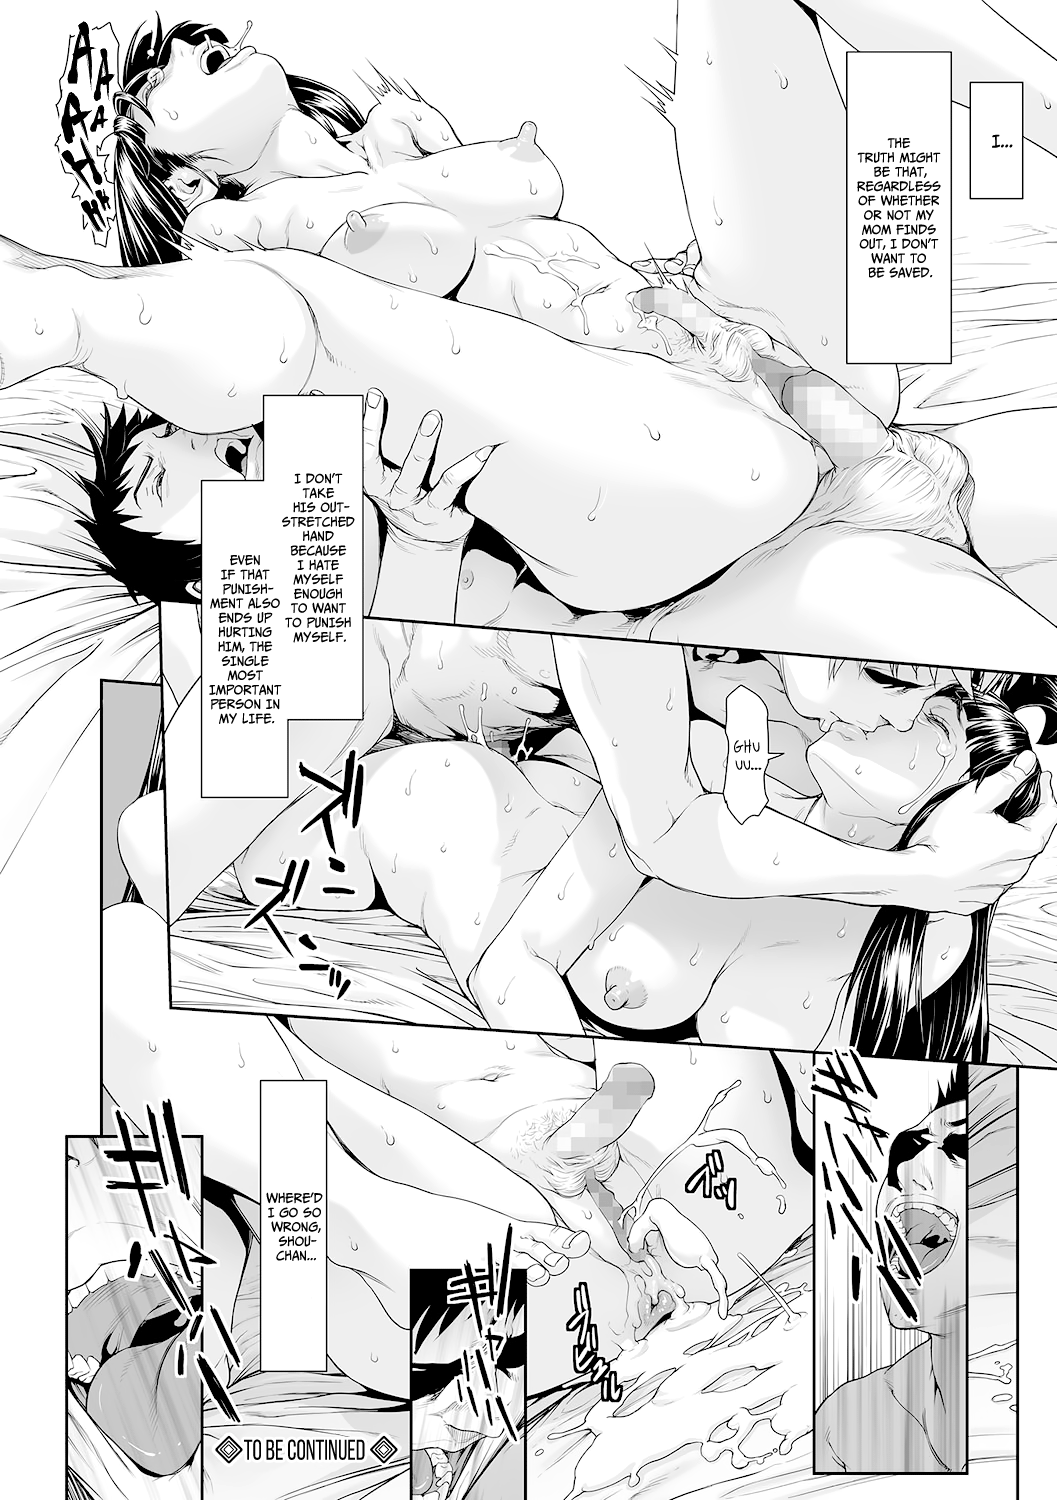 I...
THE
TRUTH MIGHT
BE THAT,
REGARDLESS
OF WHETHER
OR NOT MY
MOM FINDS
OUT, I DON'T
WANT TO
BE SAVED.
AAAAAHHH
I DON'T
TAKE
HIS OUT-
STRETCHED
HAND
BECAUSE
I HATE
MYSELF
ENOUGH
TO WANT
TO PUNISH
MYSELF.
EVEN
IF THAT
PUNISH-
MENT ALSO
ENDS UP
HURTING
HIM, THE
SINGLE
MOST
IMPORTANT
PERSON IN
MY LIFE.
GHU
UU...
WHERE'D
I GO SO
WRONG,
SHOU-
CHAN...
TO BE CONTINUED